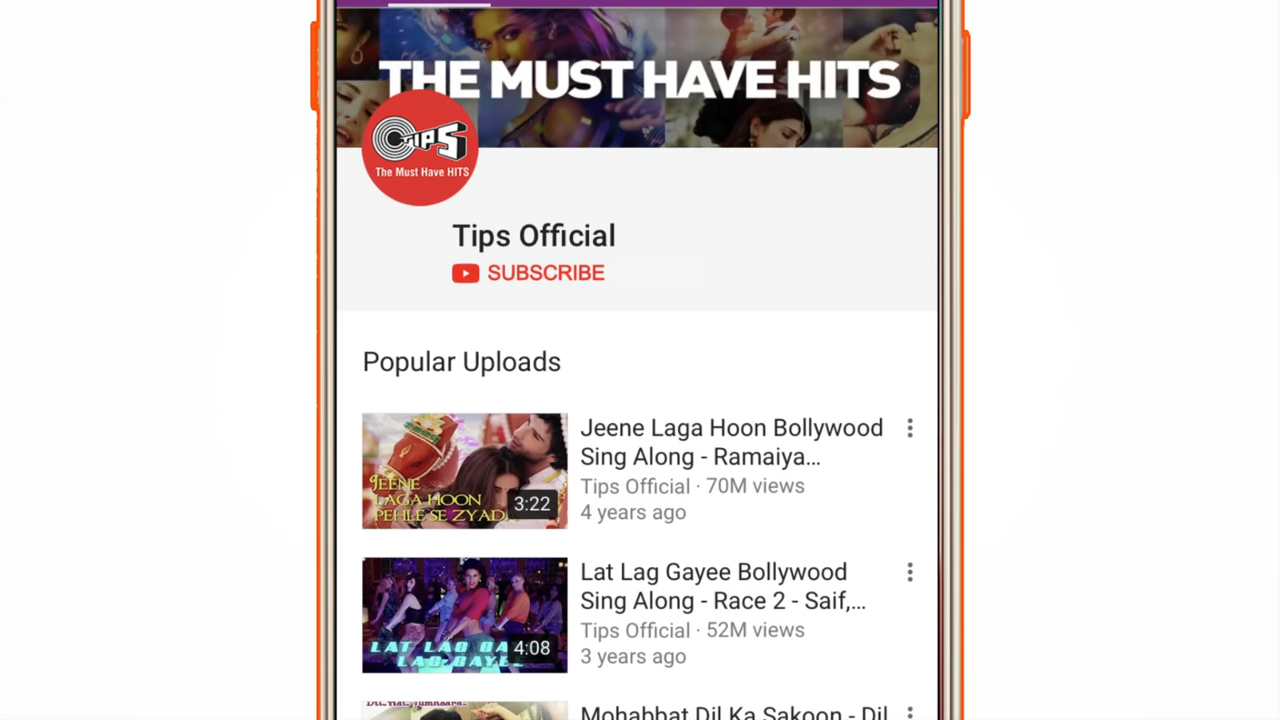 THE MUST HAVE HITS
TIPS
The Must Have HITS
Tips Official
SUBSCRIBE
Popular Uploads
JEENE
LAGA HOON
PEHLE SE ZYAD
3:22
Jeene Laga Hoon Bollywood
Sing Along - Ramaiya...
Tips Official · 70M views
4 years ago
LAT LAG GA
LAG GAYEE
4:08
Lat Lag Gayee Bollywood
Sing Along - Race 2 - Saif,...
Tips Official · 52M views
3 years ago
Mohabbat Dil Ka Sakoon - Dil